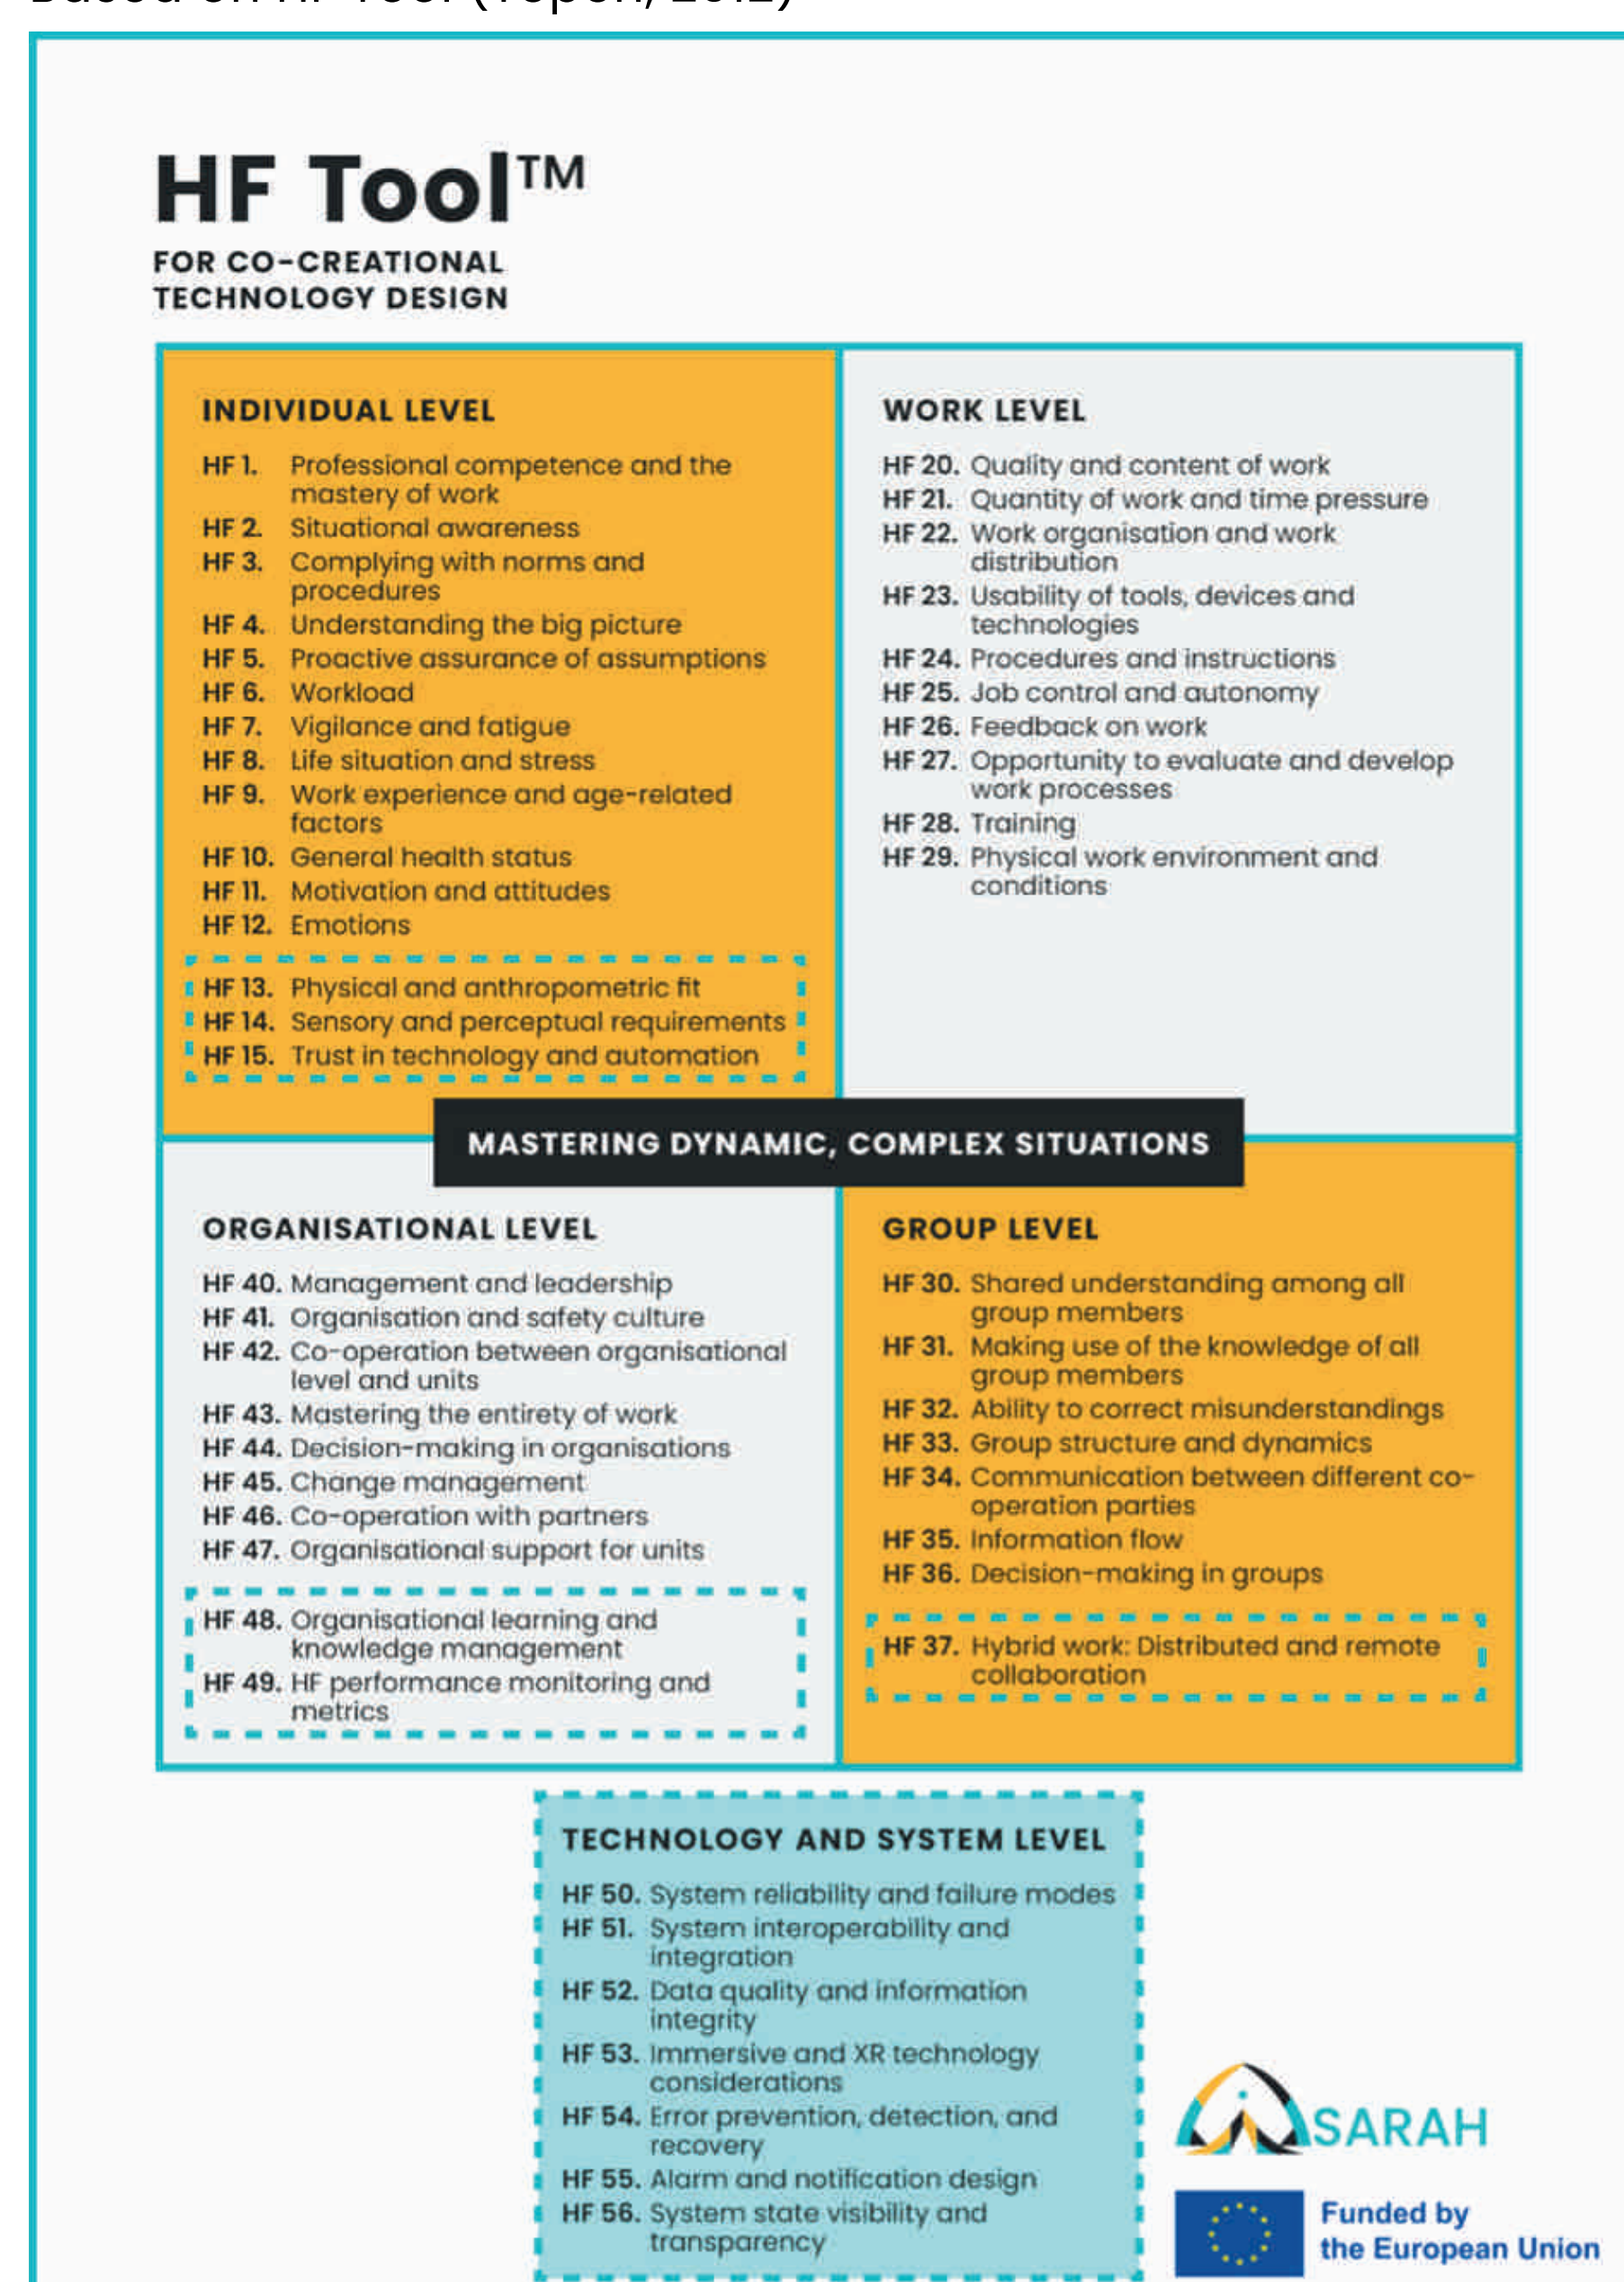 Based on HF Tool (Teperi, 2012)
HF Tool™
FOR CO-CREATIONAL
TECHNOLOGY DESIGN
INDIVIDUAL LEVEL
HF 1. Professional competence and the
mastery of work
HF 2. Situational awareness
HF 3. Complying with norms and
procedures
HF 4. Understanding the big picture
HF 5. Proactive assurance of assumptions
HF 6. Workload
HF 7. Vigilance and fatigue
HF 8. Life situation and stress
HF 9. Work experience and age-related
factors
HF 10. General health status
HF 11. Motivation and attitudes
HF 12. Emotions
HF 13. Physical and anthropometric fit
HF 14. Sensory and perceptual requirements
HF 15. Trust in technology and automation
WORK LEVEL
HF 20. Quality and content of work
HF 21. Quantity of work and time pressure
HF 22. Work organisation and work
distribution
HF 23. Usability of tools, devices and
technologies
HF 24. Procedures and instructions
HF 25. Job control and autonomy
HF 26. Feedback on work
HF 27. Opportunity to evaluate and develop
work processes
HF 28. Training
HF 29. Physical work environment and
conditions
MASTERING DYNAMIC, COMPLEX SITUATIONS
ORGANISATIONAL LEVEL
HF 40. Management and leadership
HF 41. Organisation and safety culture
HF 42. Co-operation between organisational
level and units
HF 43. Mastering the entirety of work
HF 44. Decision-making in organisations
HF 45. Change management
HF 46. Co-operation with partners
HF 47. Organisational support for units
HF 48. Organisational learning and
knowledge management
HF 49. HF performance monitoring and
metrics
GROUP LEVEL
HF 30. Shared understanding among all
group members
HF 31. Making use of the knowledge of all
group members
HF 32. Ability to correct misunderstandings
HF 33. Group structure and dynamics
HF 34. Communication between different co-
operation parties
HF 35. Information flow
HF 36. Decision-making in groups
HF 37. Hybrid work: Distributed and remote
collaboration
TECHNOLOGY AND SYSTEM LEVEL
HF 50. System reliability and failure modes
HF 51. System interoperability and
integration
HF 52. Data quality and information
integrity
HF 53. Immersive and XR technology
considerations
HF 54. Error prevention, detection, and
recovery
HF 55. Alarm and notification design
HF 56. System state visibility and
transparency
SARAH
Funded by
the European Union